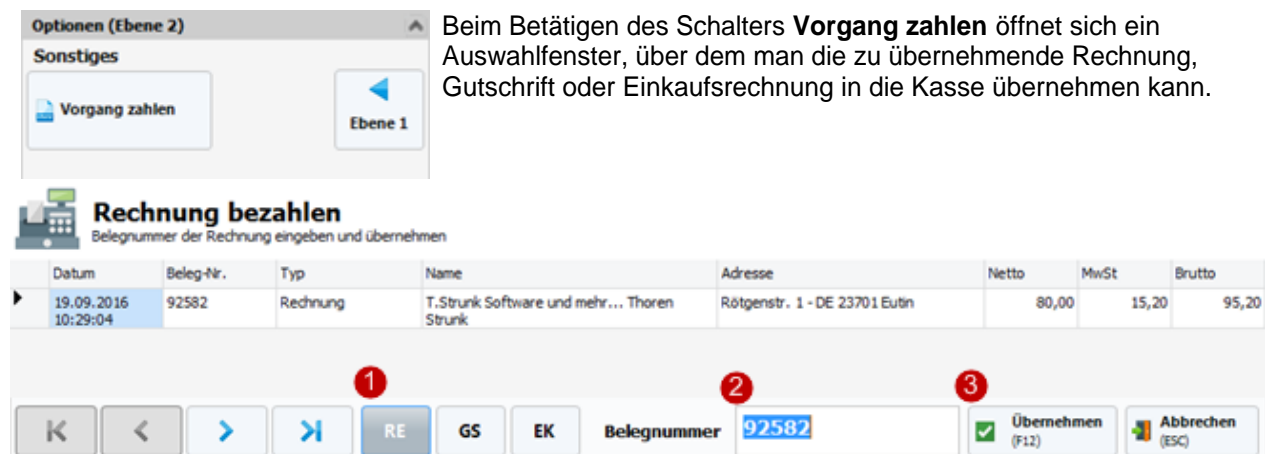 Optionen (Ebene 2)
Sonstiges
Vorgang zahlen
Ebene 1
Beim Betätigen des Schalters Vorgang zahlen öffnet sich ein
Auswahlfenster, über dem man die zu übernehmende Rechnung,
Gutschrift oder Einkaufsrechnung in die Kasse übernehmen kann.
Rechnung bezahlen
Belegnummer der Rechnung eingeben und übernehmen
Datum Beleg-Nr. Typ Name Adresse Netto MwSt Brutto
19.09.2016 92582 Rechnung T.Strunk Software und mehr... Thoren Rötgenstr. 1 - DE 23701 Eutin 80,00 15,20 95,20
10:29:04 Strunk
1 2 3
RE GS EK Belegnummer 92582 Übernehmen Abbrechen
(F12) (ESC)